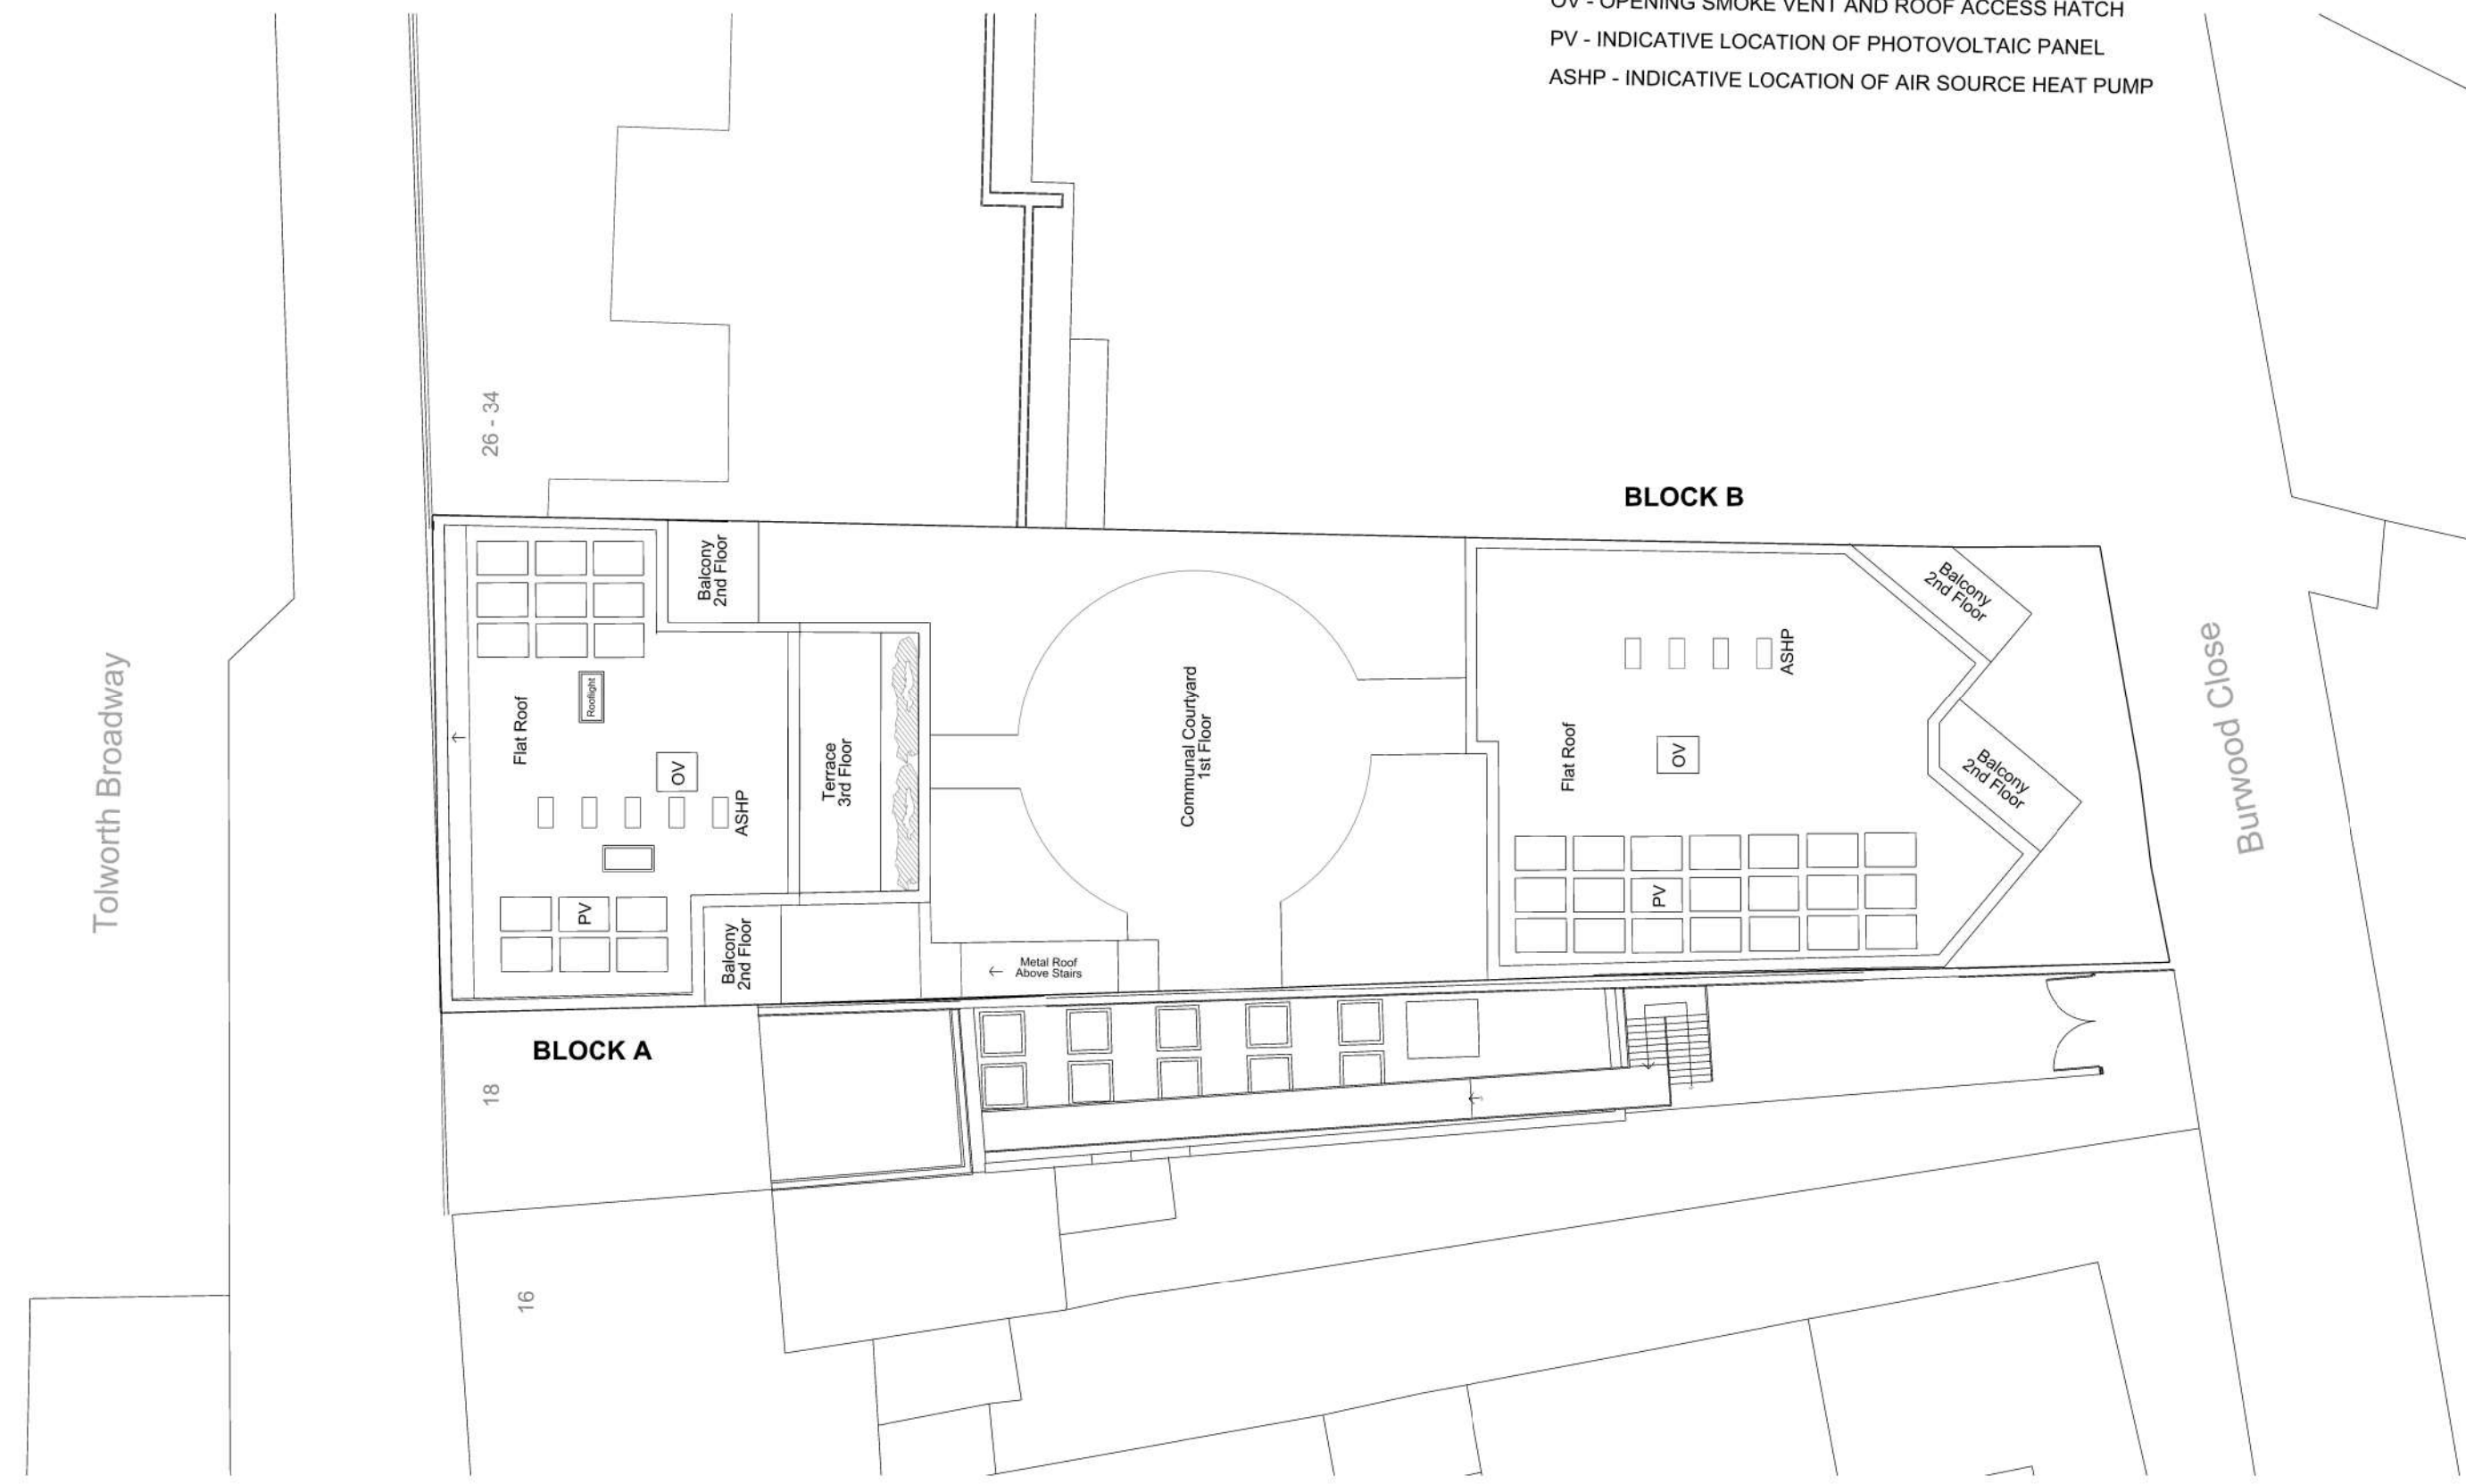 OV - OPENING SMOKE VENT AND ROOF ACCESS HATCH
PV - INDICATIVE LOCATION OF PHOTOVOLTAIC PANEL
ASHP - INDICATIVE LOCATION OF AIR SOURCE HEAT PUMP
Tolworth Broadway
26 - 34
BLOCK B
Balcony
2nd Floor
Balcony
2nd Floor
Flat Roof
Rooflight
OV
ASHP
Terrace
3rd Floor
Communal Courtyard
1st Floor
Flat Roof
OV
ASHP
Balcony
2nd Floor
Burwood Close
PV
PV
Balcony
2nd Floor
Metal Roof
Above Stairs
BLOCK A
18
16